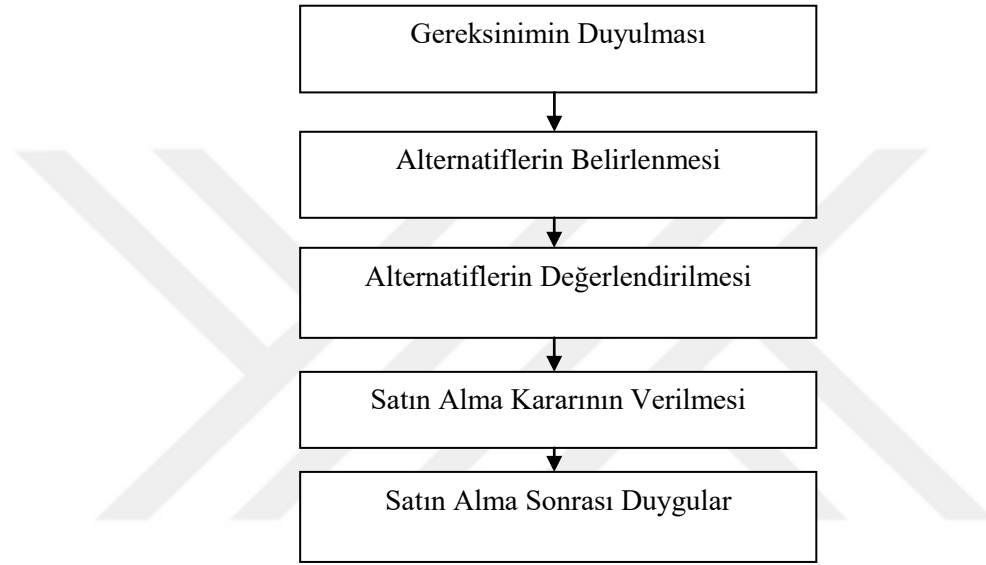 Gereksinimin Duyulması
Alternatiflerin Belirlenmesi
Alternatiflerin Değerlendirilmesi
Satın Alma Kararının Verilmesi
Satın Alma Sonrası Duygular